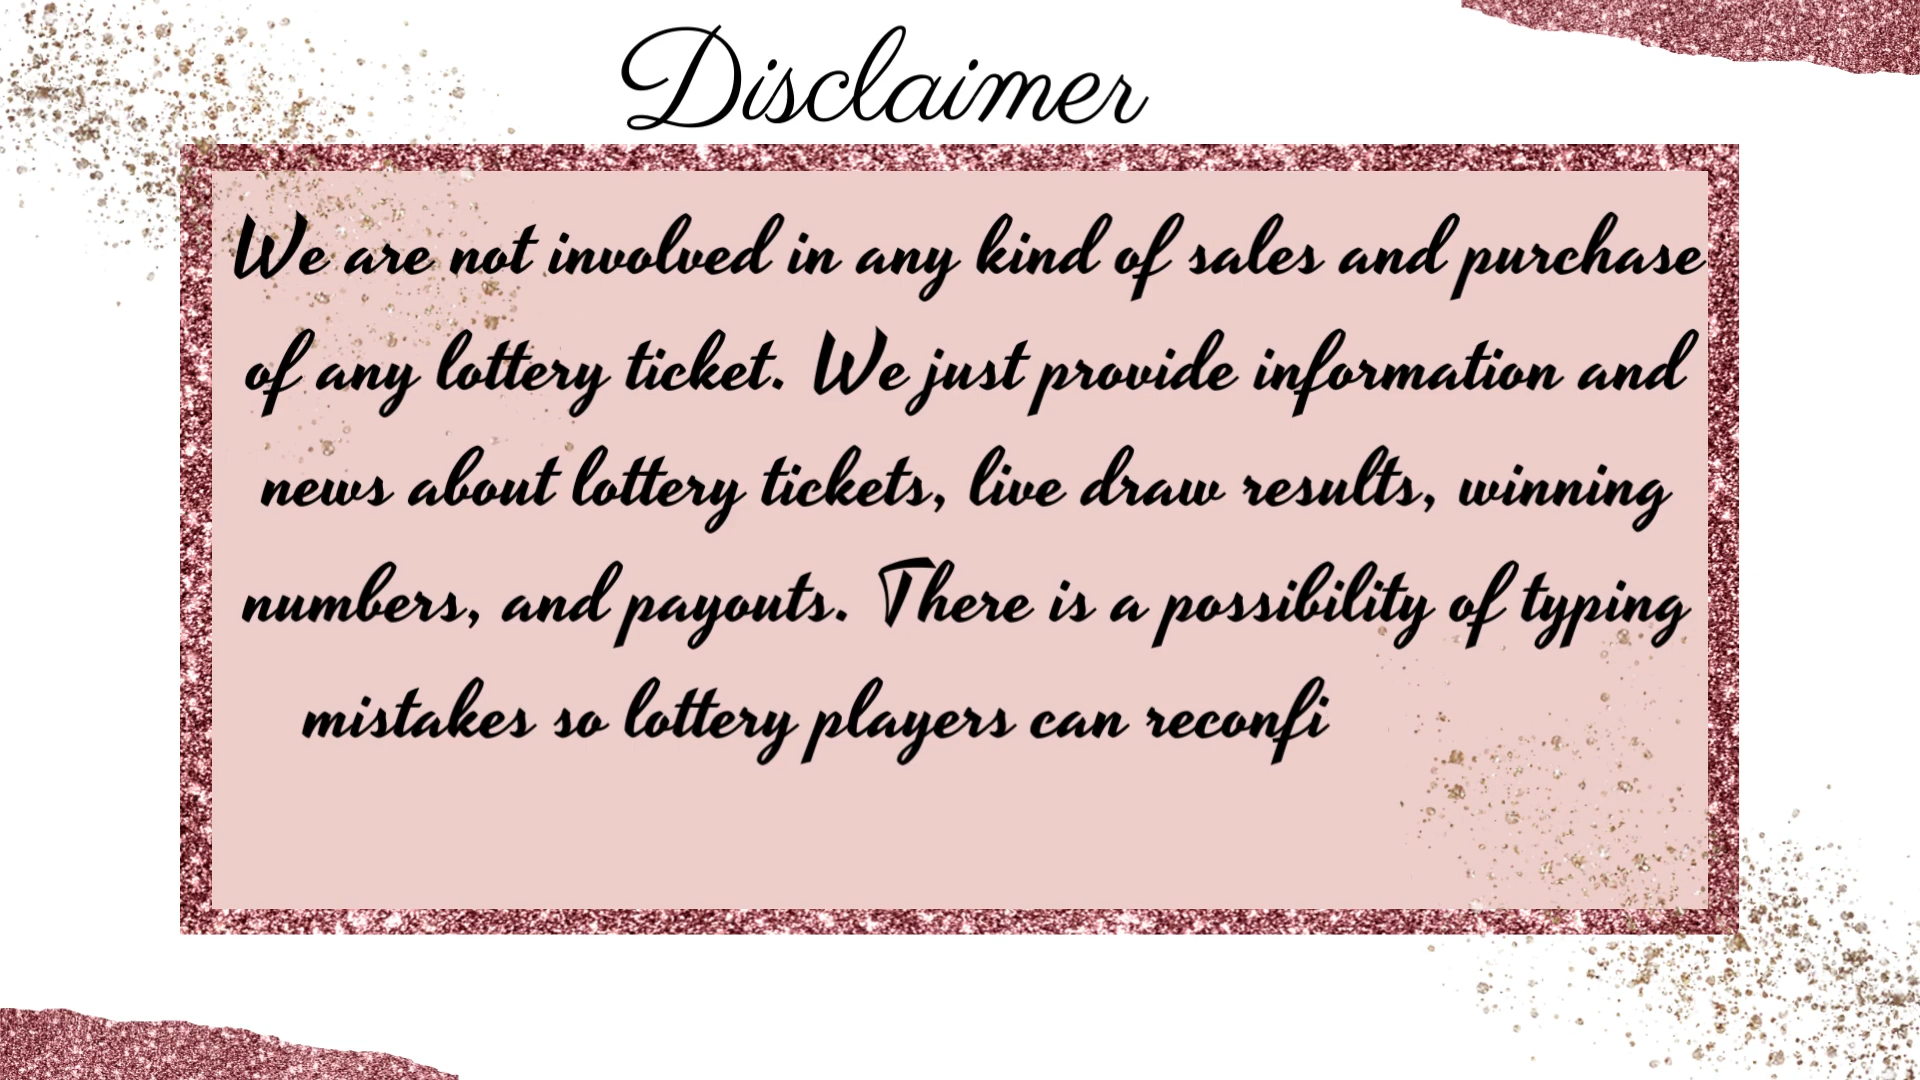 Disclaimer
We are not involved in any kind of sales and purchase
of any lottery ticket. We just provide information and
news about lottery tickets, live draw results, winning
numbers, and payouts. There is a possibility of typing
mistakes so lottery players can reconfi